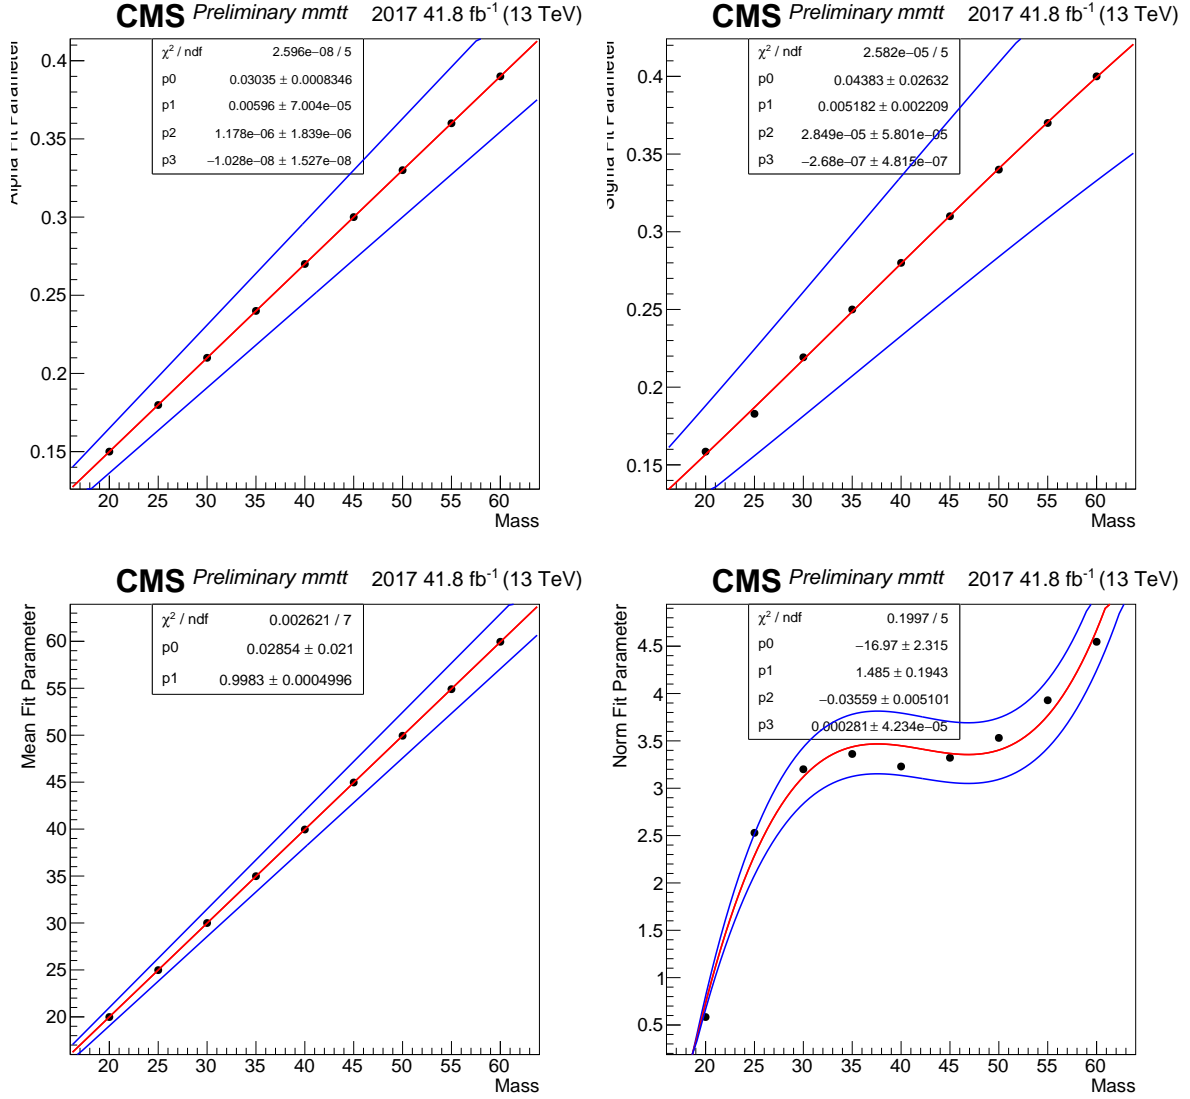 CMS Preliminary mmtt 2017 41.8 fb⁻¹ (13 TeV)
Alpha Fit Parameter
χ² / ndf 2.596e−08 / 5
p0 0.03035 ± 0.0008346
p1 0.00596 ± 7.004e−05
p2 1.178e−06 ± 1.839e−06
p3 −1.028e−08 ± 1.527e−08
0.4
0.35
0.3
0.25
0.2
0.15
20 25 30 35 40 45 50 55 60
Mass
CMS Preliminary mmtt 2017 41.8 fb⁻¹ (13 TeV)
Sigma Fit Parameter
χ² / ndf 2.582e−05 / 5
p0 0.04383 ± 0.02632
p1 0.005182 ± 0.002209
p2 2.849e−05 ± 5.801e−05
p3 −2.68e−07 ± 4.815e−07
0.4
0.35
0.3
0.25
0.2
0.15
20 25 30 35 40 45 50 55 60
Mass
CMS Preliminary mmtt 2017 41.8 fb⁻¹ (13 TeV)
Mean Fit Parameter
χ² / ndf 0.002621 / 7
p0 0.02854 ± 0.021
p1 0.9983 ± 0.0004996
60
55
50
45
40
35
30
25
20
20 25 30 35 40 45 50 55 60
Mass
CMS Preliminary mmtt 2017 41.8 fb⁻¹ (13 TeV)
Norm Fit Parameter
χ² / ndf 0.1997 / 5
p0 −16.97 ± 2.315
p1 1.485 ± 0.1943
p2 −0.03559 ± 0.005101
p3 0.000281 ± 4.234e−05
4.5
4
3.5
3
2.5
2
1.5
1
0.5
20 25 30 35 40 45 50 55 60
Mass